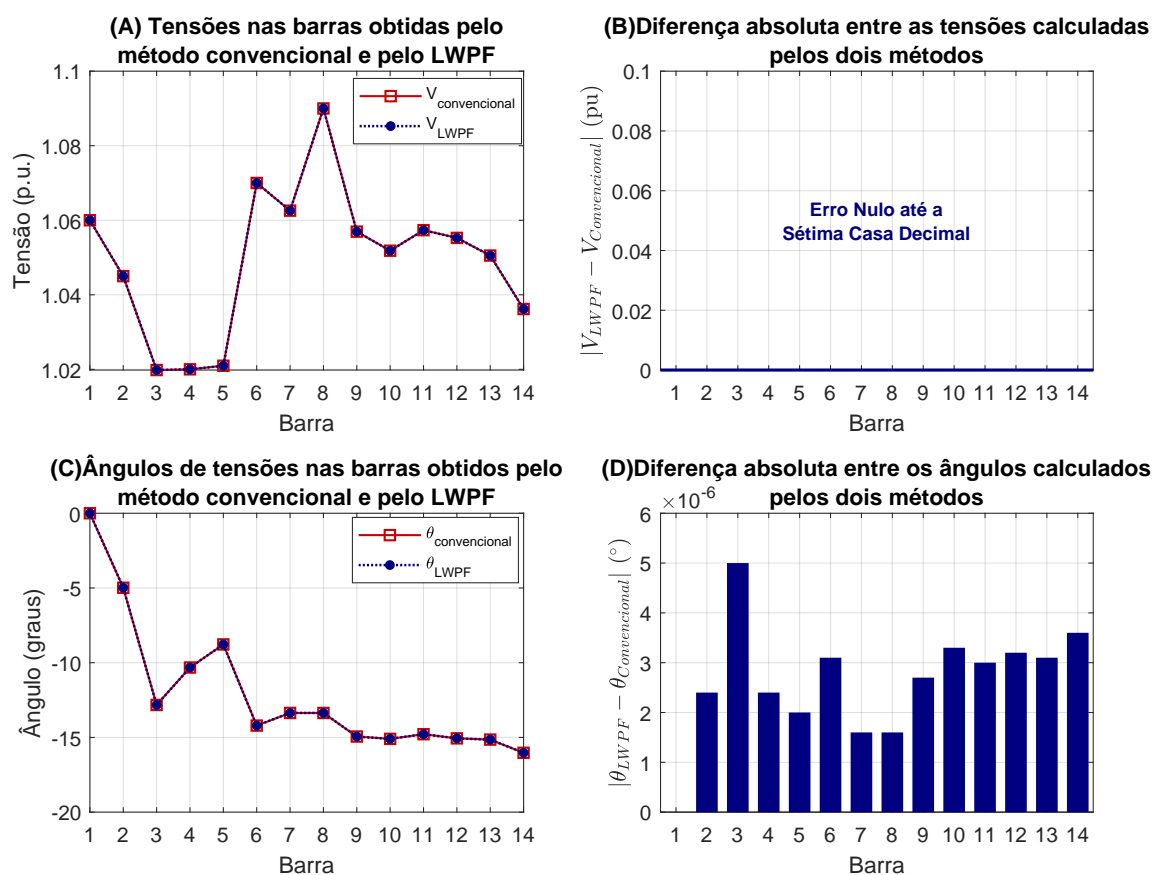 (A) Tensões nas barras obtidas pelo
método convencional e pelo LWPF
1.1
1.08
1.06
1.04
1.02
Tensão (p.u.)
V_convencional
V_LWPF
1 2 3 4 5 6 7 8 9 10 11 12 13 14
Barra
(B)Diferença absoluta entre as tensões calculadas
pelos dois métodos
0.1
0.08
0.06
0.04
0.02
0
|V_LWPF − V_Convencional| (pu)
Erro Nulo até a
Sétima Casa Decimal
1 2 3 4 5 6 7 8 9 10 11 12 13 14
Barra
(C)Ângulos de tensões nas barras obtidos pelo
método convencional e pelo LWPF
0
-5
-10
-15
-20
Ângulo (graus)
θ_convencional
θ_LWPF
1 2 3 4 5 6 7 8 9 10 11 12 13 14
Barra
(D)Diferença absoluta entre os ângulos calculados
pelos dois métodos
×10^-6
6
5
4
3
2
1
0
|θ_LWPF − θ_Convencional| (°)
1 2 3 4 5 6 7 8 9 10 11 12 13 14
Barra